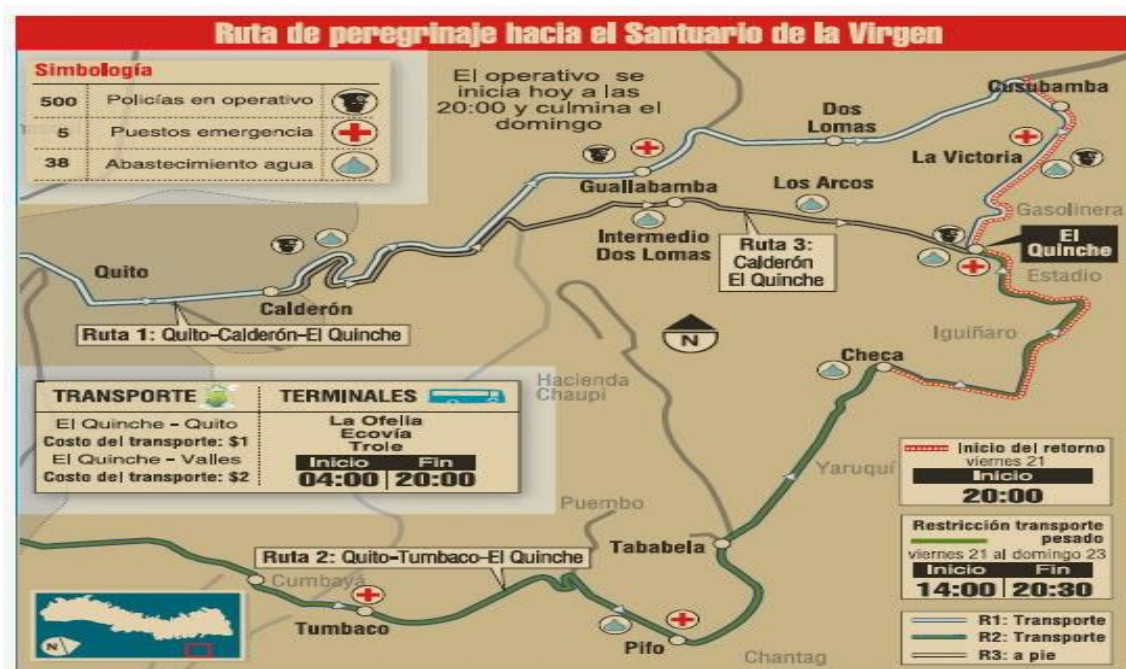 Ruta de peregrinaje hacia el Santuario de la Virgen
Simbología
500 Policías en operativo
5 Puestos emergencia
38 Abastecimiento agua
El operativo se
inicia hoy a las
20:00 y culmina el
domingo
Cusubamba
Dos
Lomas
La Victoria
Guallabamba
Los Arcos
Gasolinera
Intermedio
Dos Lomas
Ruta 3:
Calderón
El Quinche
El
Quinche
Estadio
Quito
Calderón
Ruta 1: Quito-Calderón-El Quinche
N
Iguiñaro
Checa
Hacienda
Chaupi
TRANSPORTE
El Quinche - Quito
Costo del transporte: $1
El Quinche - Valles
Costo del transporte: $2
TERMINALES
La Ofelia
Ecovía
Trole
Inicio Fin
04:00 20:00
Yaruquí
Puembo
Tababela
Ruta 2: Quito-Tumbaco-El Quinche
Cumbayá
Tumbaco
Pifo
Chantag
N
Inicio del retorno
viernes 21
Inicio
20:00
Restricción transporte
pesado
viernes 21 al domingo 23
Inicio Fin
14:00 20:30
R1: Transporte
R2: Transporte
R3: a pie